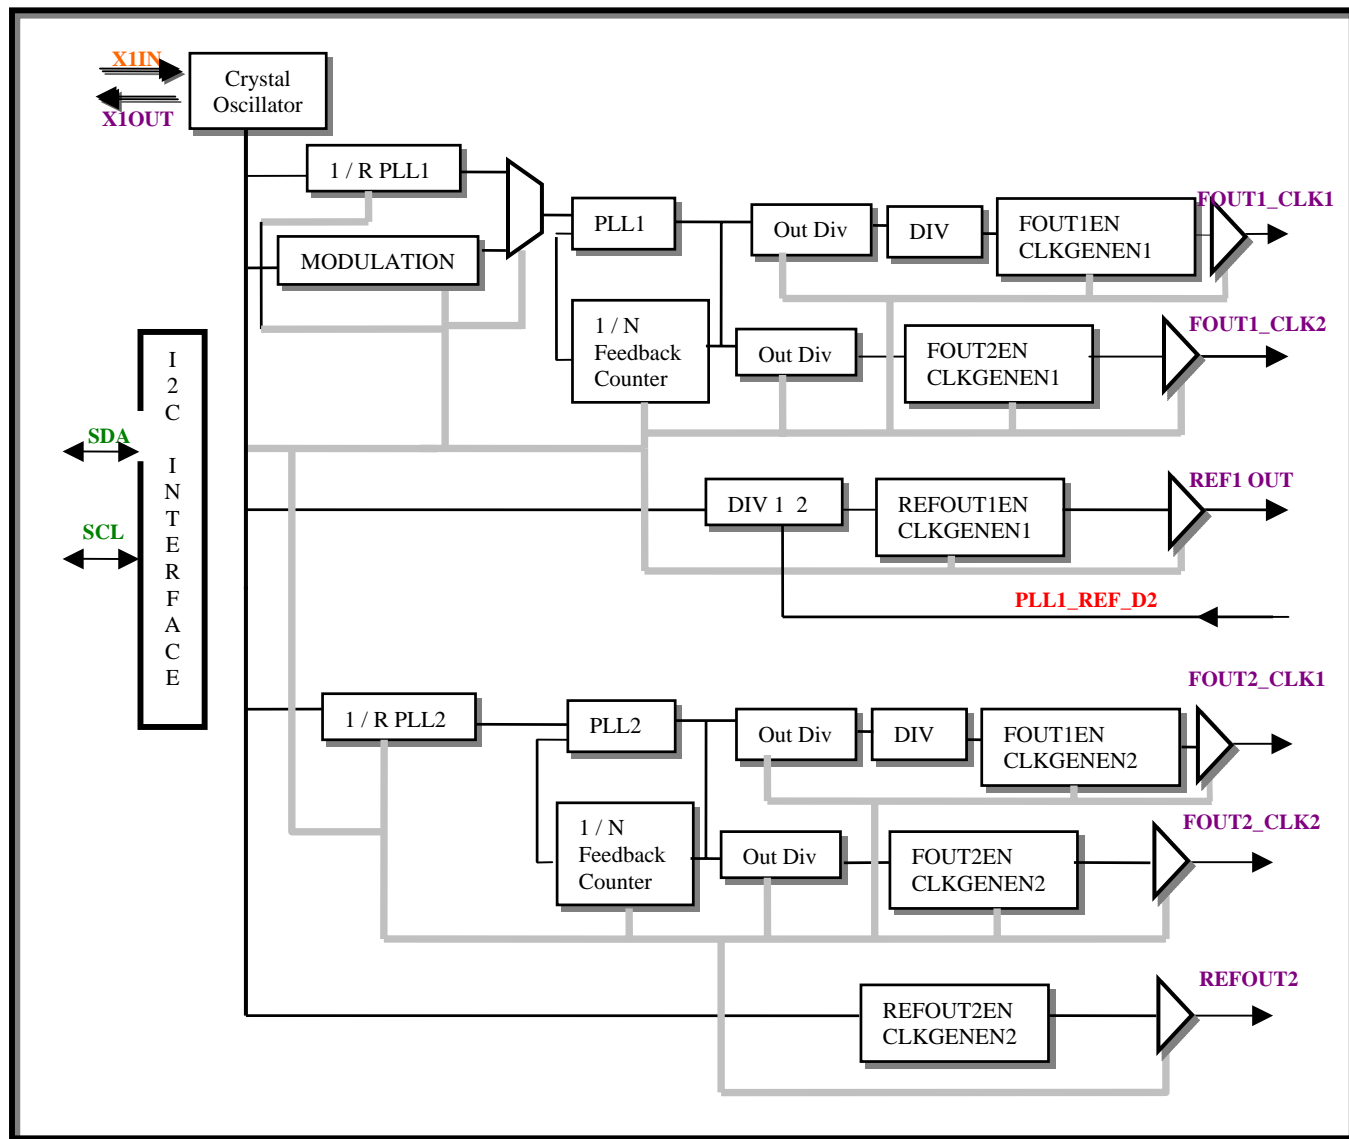 X1IN
X1OUT
Crystal
Oscillator
1 / R PLL1
MODULATION
PLL1
1 / N
Feedback
Counter
Out Div
DIV
FOUT1EN
CLKGENEN1
FOUT1_CLK1
Out Div
FOUT2EN
CLKGENEN1
FOUT1_CLK2
I2C INTERFACE
SDA
SCL
DIV 1 2
REFOUT1EN
CLKGENEN1
REF1 OUT
PLL1_REF_D2
1 / R PLL2
PLL2
1 / N
Feedback
Counter
Out Div
DIV
FOUT1EN
CLKGENEN2
FOUT2_CLK1
Out Div
FOUT2EN
CLKGENEN2
FOUT2_CLK2
REFOUT2EN
CLKGENEN2
REFOUT2